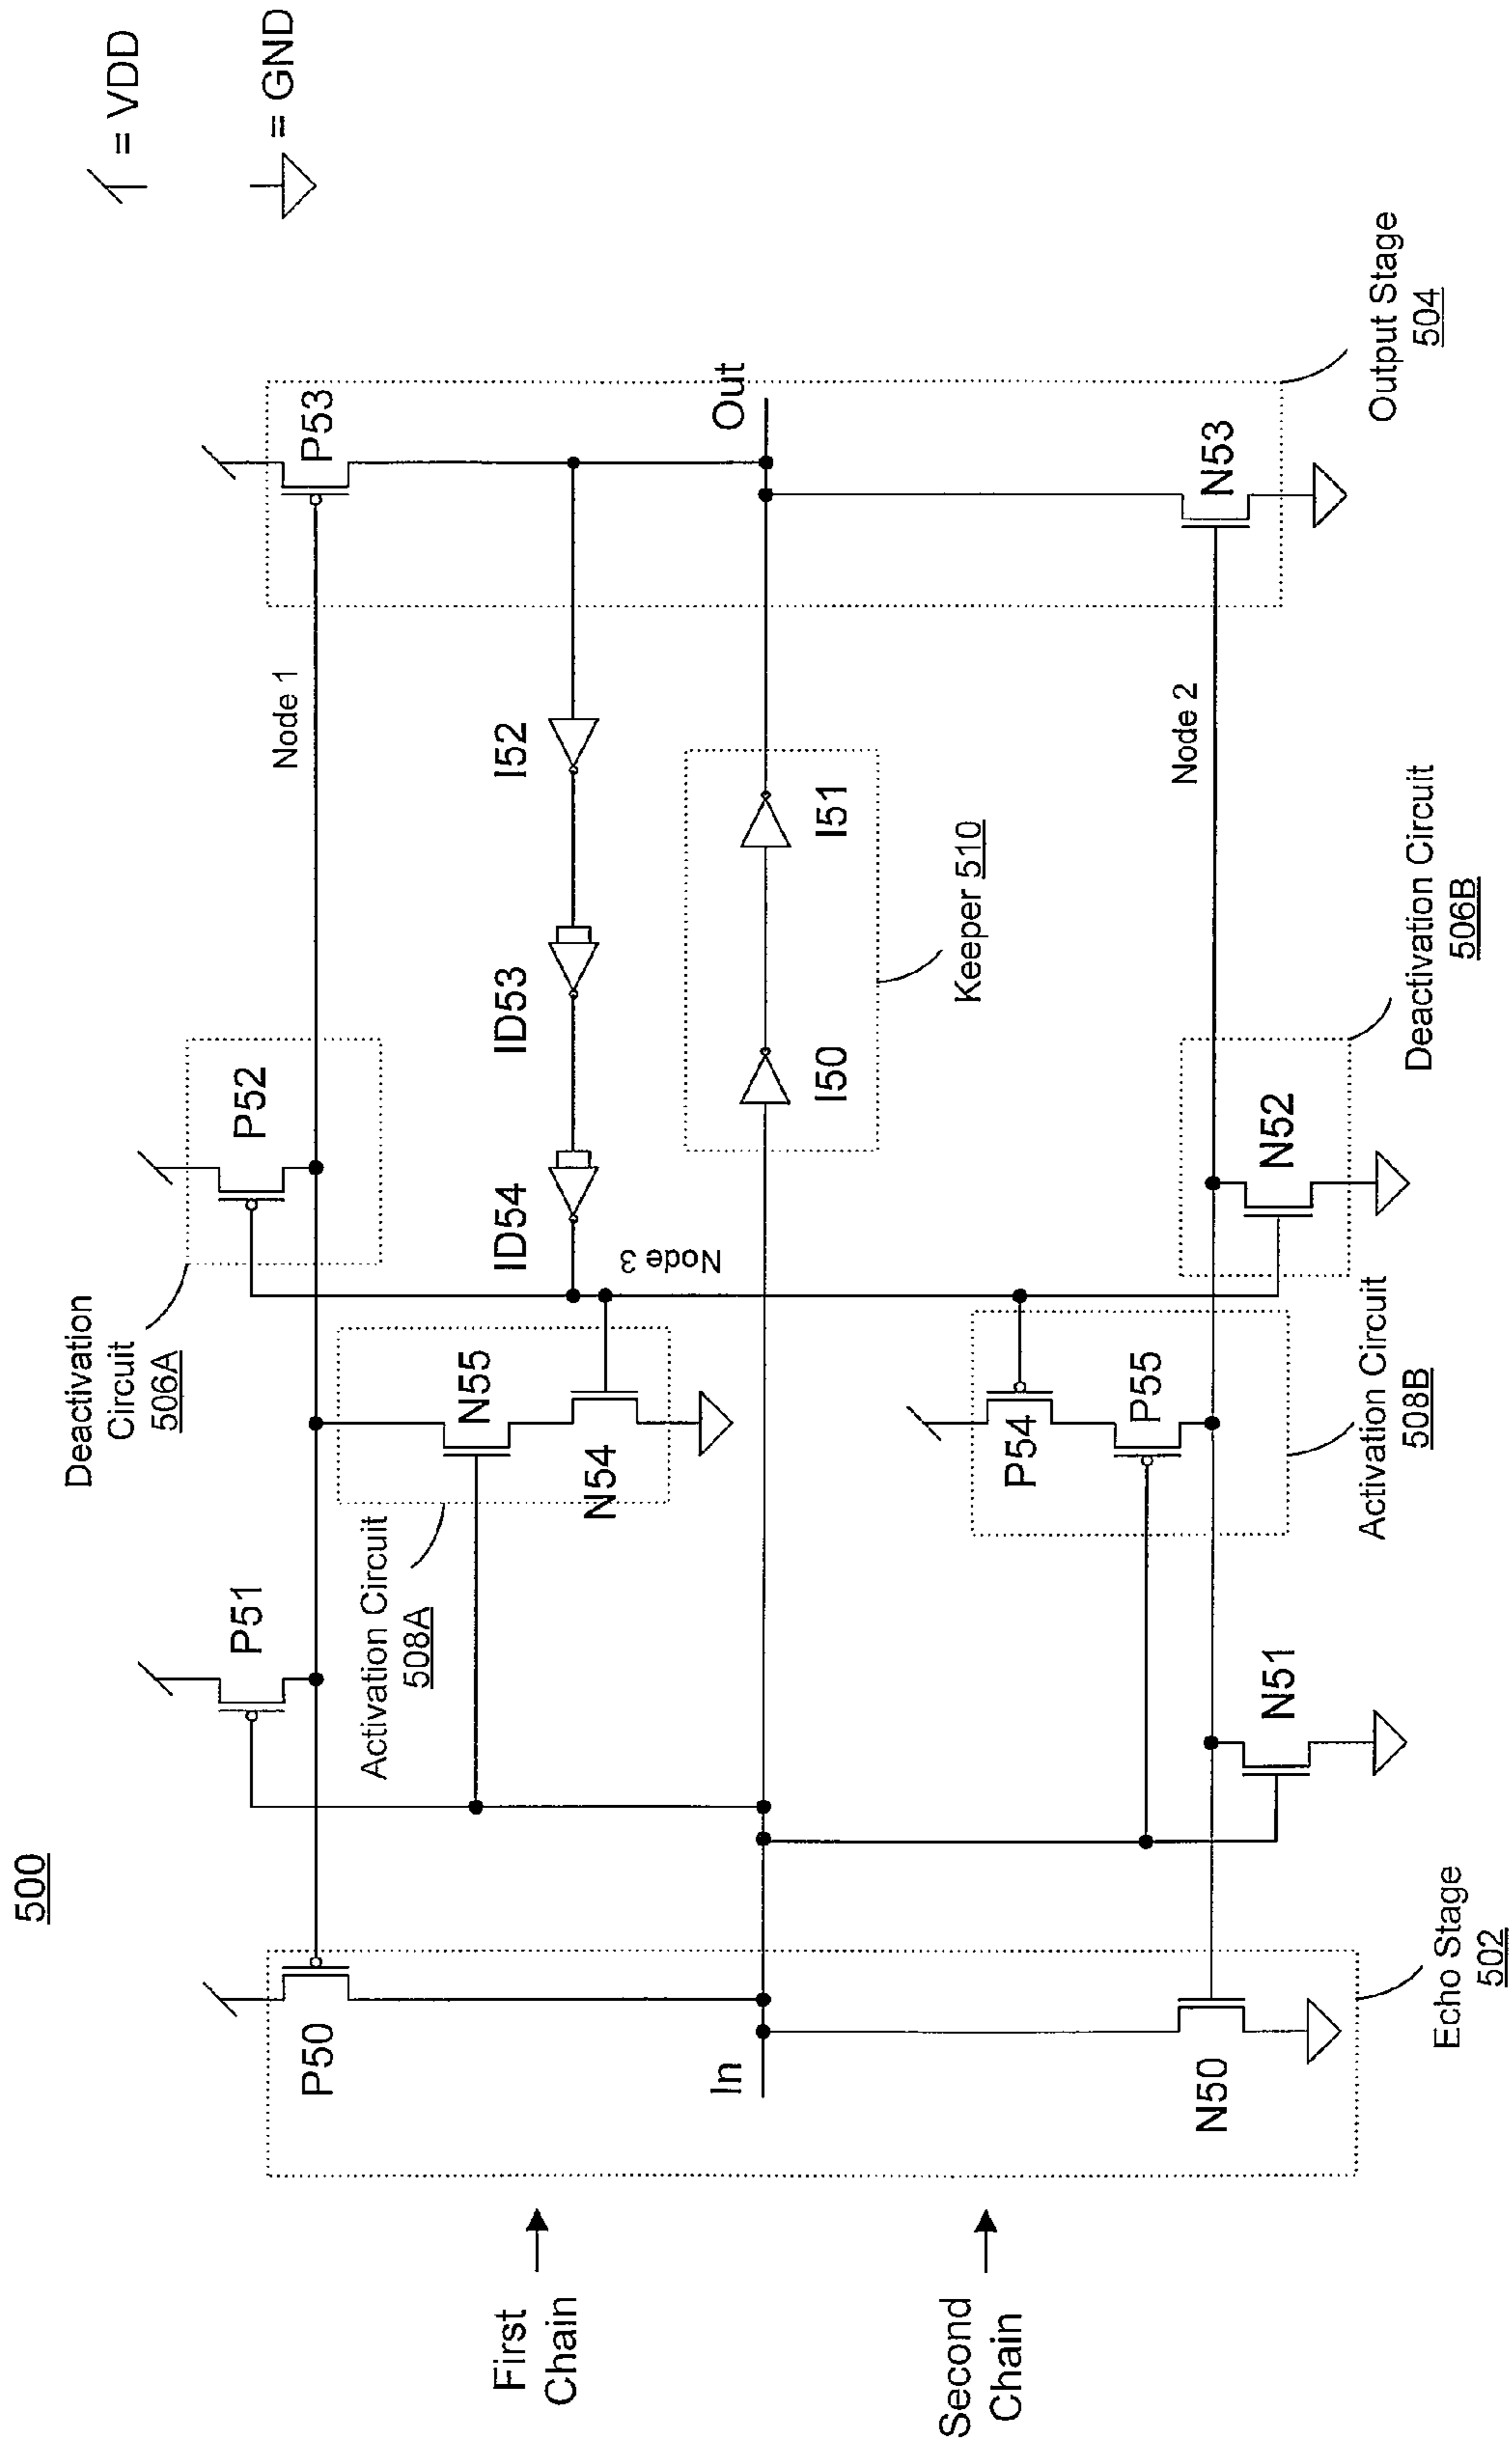 500
= VDD
= GND
Deactivation
Circuit
506A
P50
P51
P52
P53
Node 1
Activation Circuit
508A
N55
N54
ID54
ID53
I52
Node 3
First
Chain
In
I50
I51
Keeper 510
Out
Second
Chain
P54
P55
Node 2
N50
N51
N52
N53
Echo Stage
502
Activation Circuit
508B
Deactivation Circuit
506B
Output Stage
504